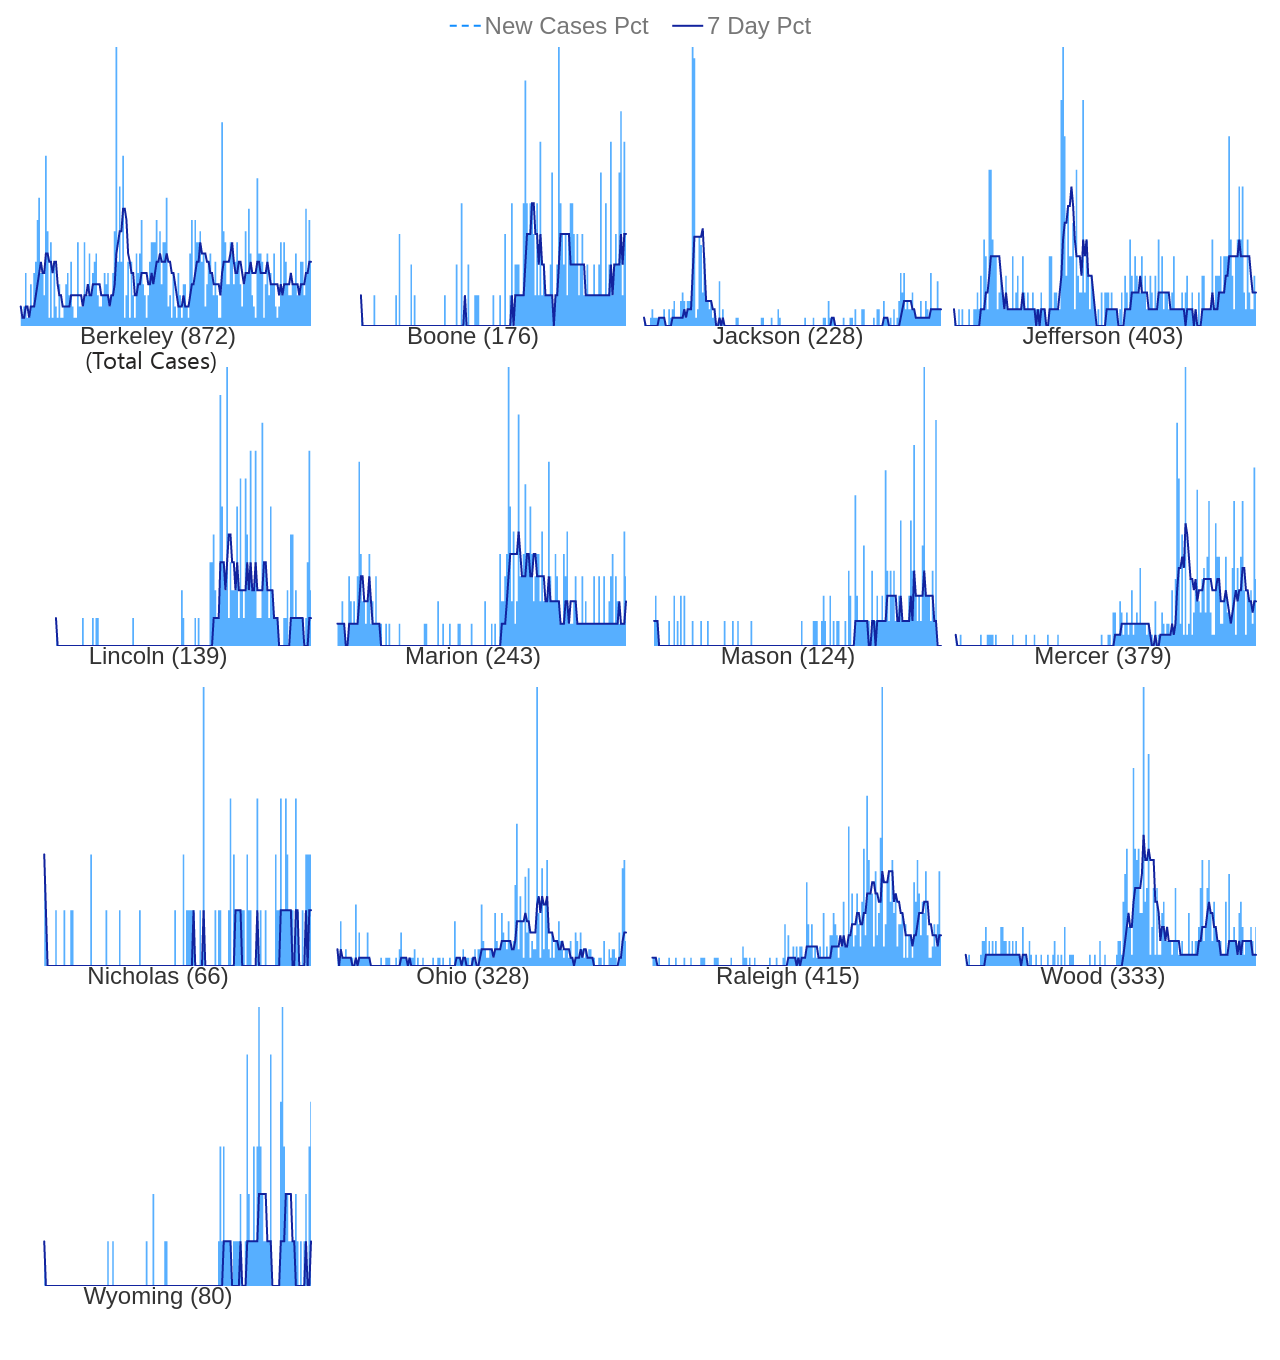 New Cases Pct 7 Day Pct
Berkeley (872) Boone (176) Jackson (228) Jefferson (403)
(Total Cases)
Lincoln (139) Marion (243) Mason (124) Mercer (379)
Nicholas (66) Ohio (328) Raleigh (415) Wood (333)
Wyoming (80)